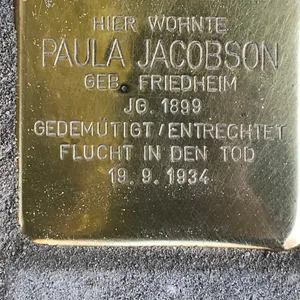 HIER WOHNTE
PAULA JACOBSON
GEB. FRIEDHEIM
JG. 1899
GEDEMÜTIGT/ENTRECHTET
FLUCHT IN DEN TOD
19. 9. 1934